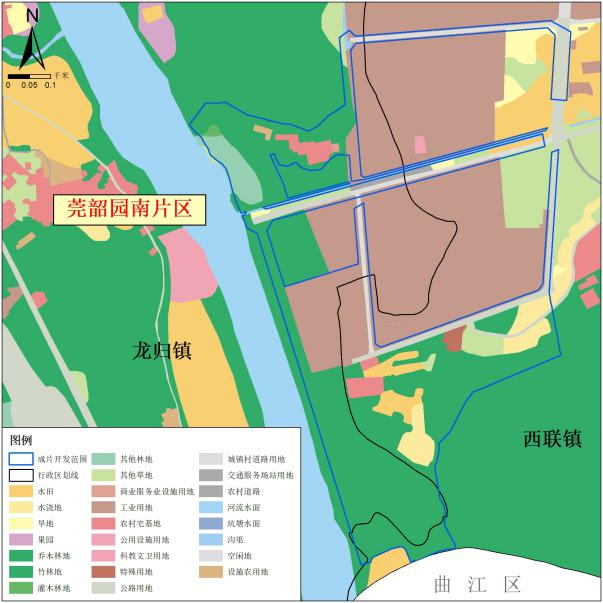 N
千米
0 0.05 0.1
莞韶园南片区
龙归镇
西联镇
曲江区
图例
成片开发范围
行政区划线
水田
水浇地
旱地
果园
乔木林地
竹林地
灌木林地
其他林地
其他草地
商业服务业设施用地
工业用地
农村宅基地
公用设施用地
科教文卫用地
特殊用地
公路用地
城镇村道路用地
交通服务场站用地
农村道路
河流水面
坑塘水面
沟渠
空闲地
设施农用地